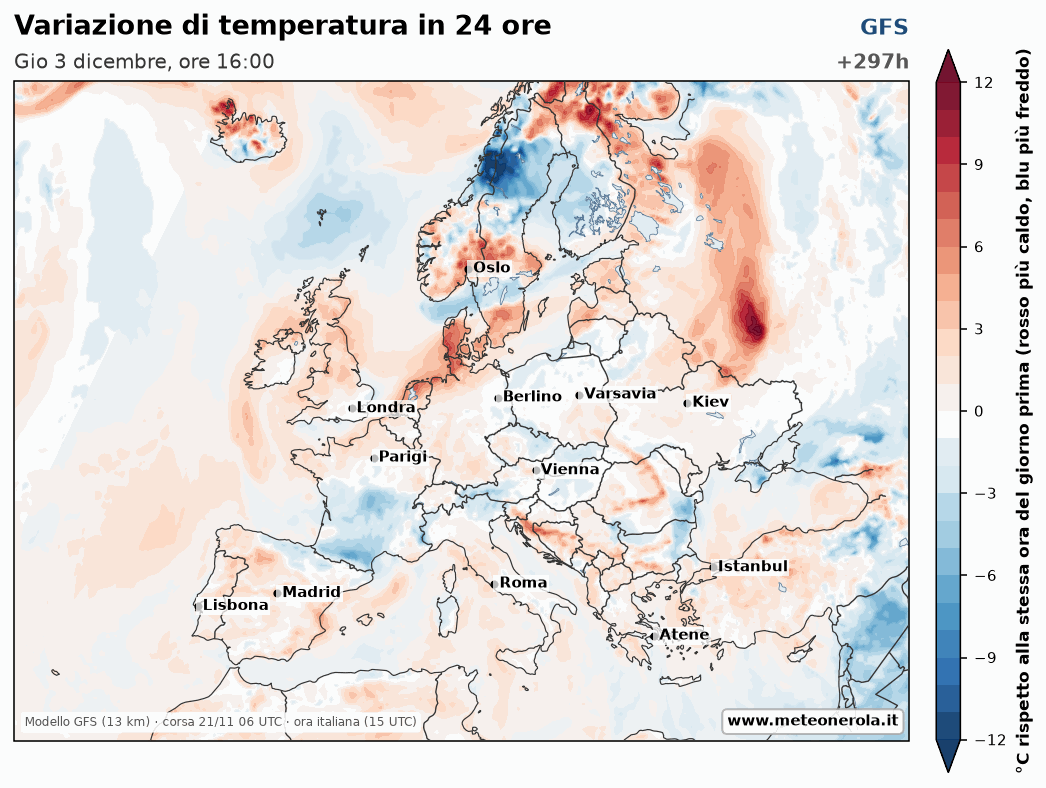 Variazione di temperatura in 24 ore
GFS
Gio 3 dicembre, ore 16:00
+297h
Oslo
Londra
Berlino
Varsavia
Kiev
Parigi
Vienna
Istanbul
Roma
Madrid
Lisbona
Atene
Modello GFS (13 km) · corsa 21/11 06 UTC · ora italiana (15 UTC)
www.meteonerola.it
12
9
6
3
0
−3
−6
−9
−12
°C rispetto alla stessa ora del giorno prima (rosso più caldo, blu più freddo)